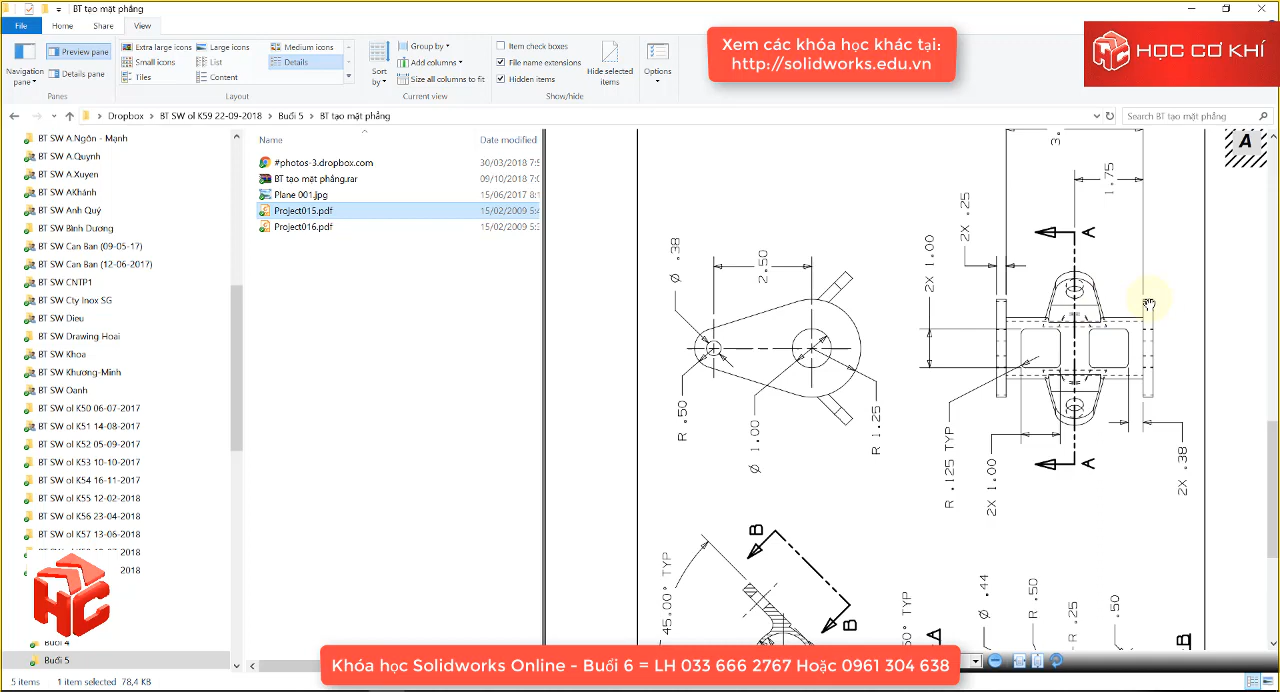 BT tạo mặt phẳng
File
Home
Share
View
Navigation pane
Preview pane
Details pane
Panes
Extra large icons
Large icons
Medium icons
Small icons
List
Details
Tiles
Content
Layout
Sort by
Group by
Add columns
Size all columns to fit
Current view
Item check boxes
File name extensions
Hidden items
Hide selected items
Show/hide
Options
Xem các khóa học khác tại:
http://solidworks.edu.vn
HỌC CƠ KHÍ
Dropbox > BT SW ol K59 22-09-2018 > Buổi 5 > BT tạo mặt phẳng
Search BT tạo mặt phẳng
BT SW A.Ngôn - Mạnh
BT SW A.Quynh
BT SW A.Xuyen
BT SW AKhánh
BT SW Anh Quý
BT SW Bình Dương
BT SW Can Ban (09-05-17)
BT SW Can Ban (12-06-2017)
BT SW CNTP1
BT SW Cty Inox SG
BT SW Dieu
BT SW Drawing Hoai
BT SW Khoa
BT SW Khương-Minh
BT SW Oanh
BT SW ol K50 06-07-2017
BT SW ol K51 14-08-2017
BT SW ol K52 05-09-2017
BT SW ol K53 10-10-2017
BT SW ol K54 16-11-2017
BT SW ol K55 12-02-2018
BT SW ol K56 23-04-2018
BT SW ol K57 13-06-2018
2018
2018
HC
Buổi 4
Buổi 5
Name
Date modified
#photos-3.dropbox.com
30/03/2018 7:5
BT tạo mặt phẳng.rar
09/10/2018 7:0
Plane 001.jpg
15/06/2017 8:1
Project015.pdf
15/02/2009 5:4
Project016.pdf
15/02/2009 5:3
A
3.
1.75
2X .25
A
2X 1.00
Ø .38
2.50
R .50
Ø 1.00
R 1.25
R .125 TYP
2X 1.00
A
2X .38
B
45.00° TYP
B
Ø .44
R .50
R .25
.50
A
B
Khóa học Solidworks Online - Buổi 6 = LH 033 666 2767 Hoặc 0961 304 638
5 items
1 item selected 78,4 KB